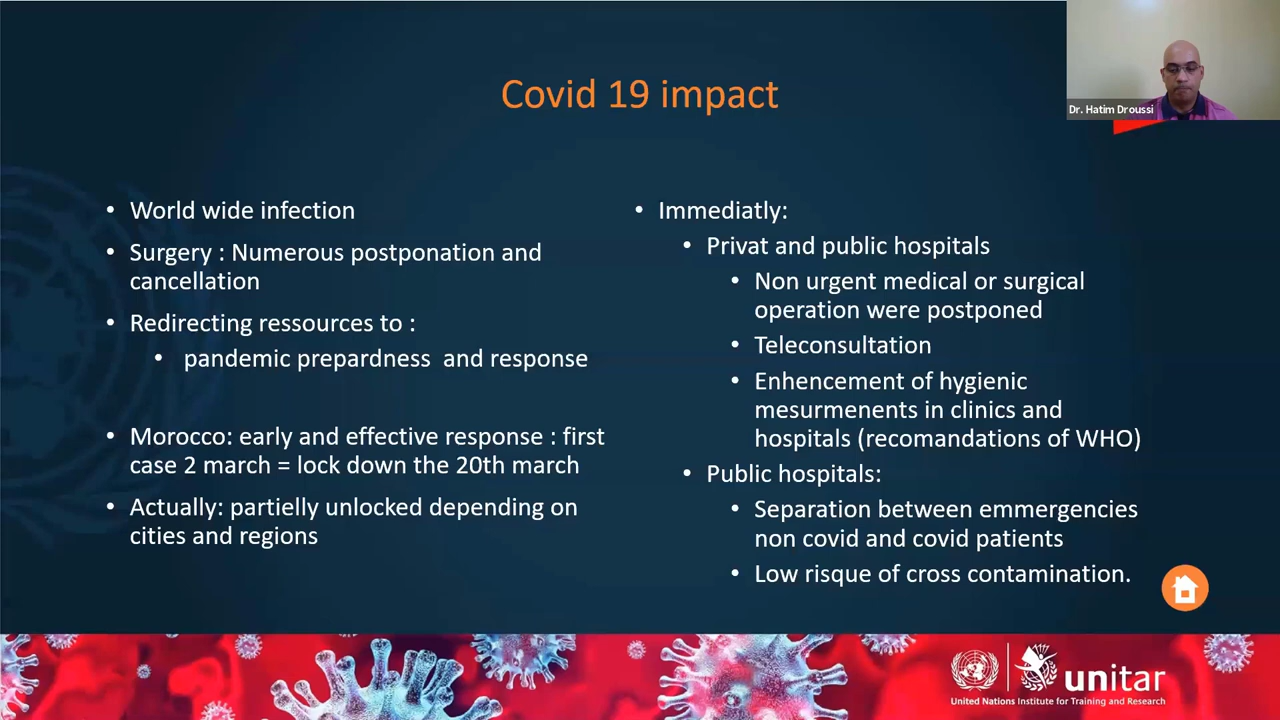 Covid 19 impact
Dr. Hatim Droussi
• World wide infection
• Surgery : Numerous postponation and
cancellation
• Redirecting ressources to :
• pandemic prepardness and response
• Morocco: early and effective response : first
case 2 march = lock down the 20th march
• Actually: partielly unlocked depending on
cities and regions
• Immediatly:
• Privat and public hospitals
• Non urgent medical or surgical
operation were postponed
• Teleconsultation
• Enhencement of hygienic
mesurmenents in clinics and
hospitals (recomandations of WHO)
• Public hospitals:
• Separation between emmergencies
non covid and covid patients
• Low risque of cross contamination.
unitar
United Nations Institute for Training and Research